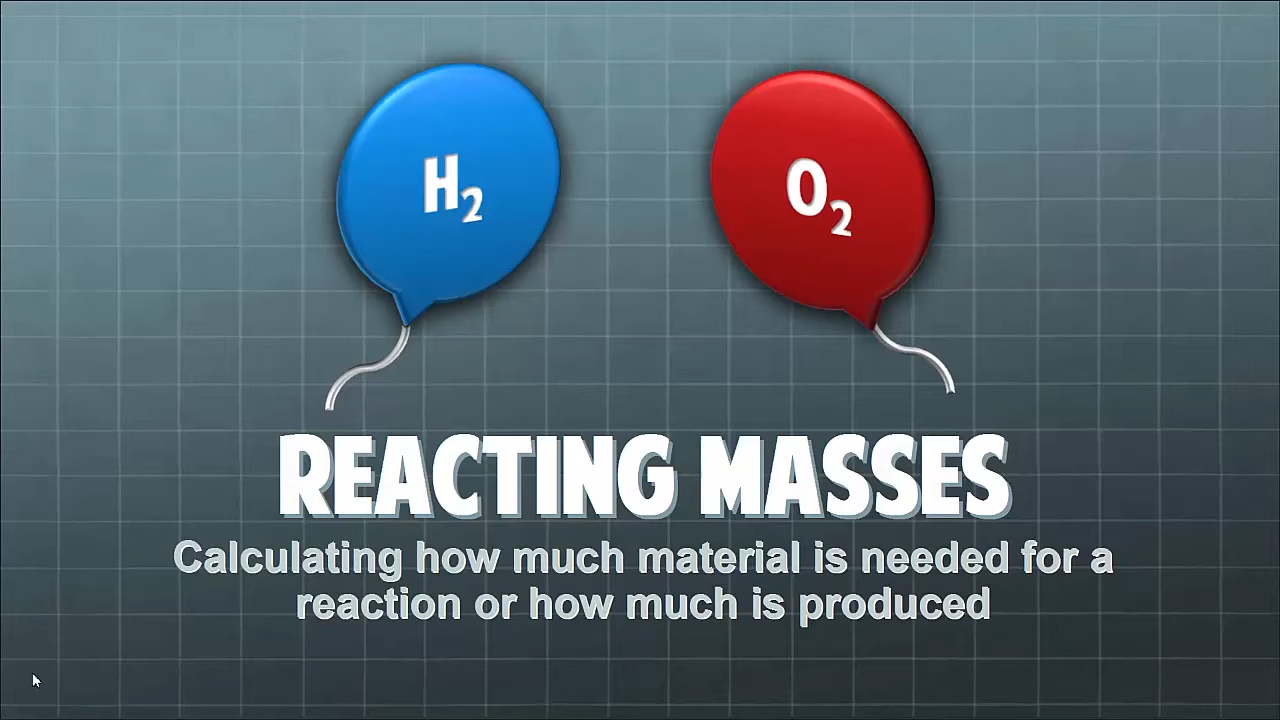 H₂
O₂
REACTING MASSES
Calculating how much material is needed for a
reaction or how much is produced